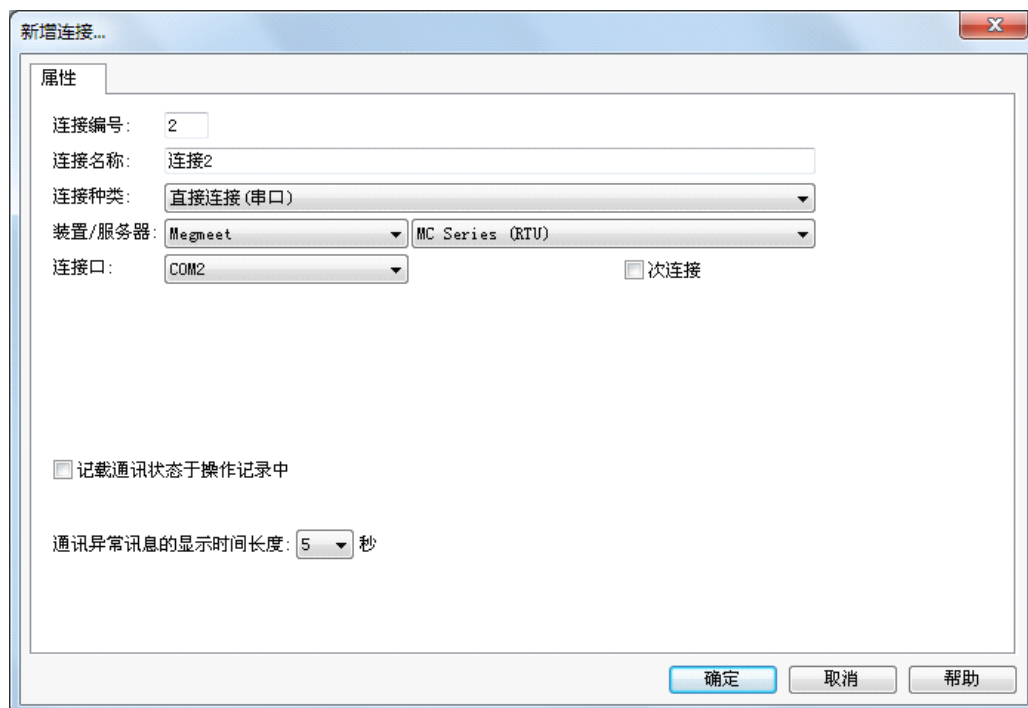 新增连接...
属性
连接编号: 2
连接名称: 连接2
连接种类: 直接连接(串口)
装置/服务器: Megmeet MC Series (RTU)
连接口: COM2 次连接
记载通讯状态于操作记录中
通讯异常讯息的显示时间长度: 5 秒
确定 取消 帮助